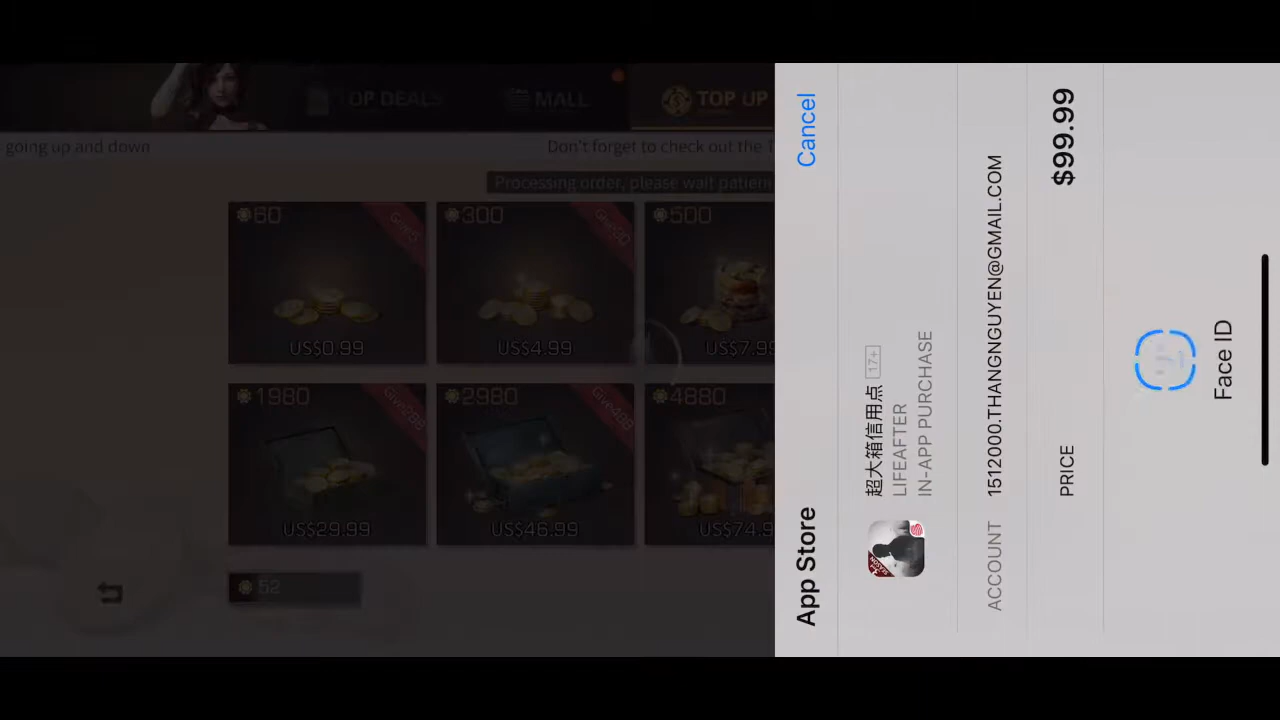 TOP DEALS
MALL
TOP UP
going up and down
Don't forget to check out the
Processing order, please wait patien
60
Give
300
500
US$0.99
US$4.99
US$7.99
1980
2980
4880
US$29.99
US$46.99
US$74.9
52
App Store
Cancel
超大箱信用点 17+
LIFEAFTER
IN-APP PURCHASE
ACCOUNT 1512000.THANGNGUYEN@GMAIL.COM
PRICE $99.99
Face ID